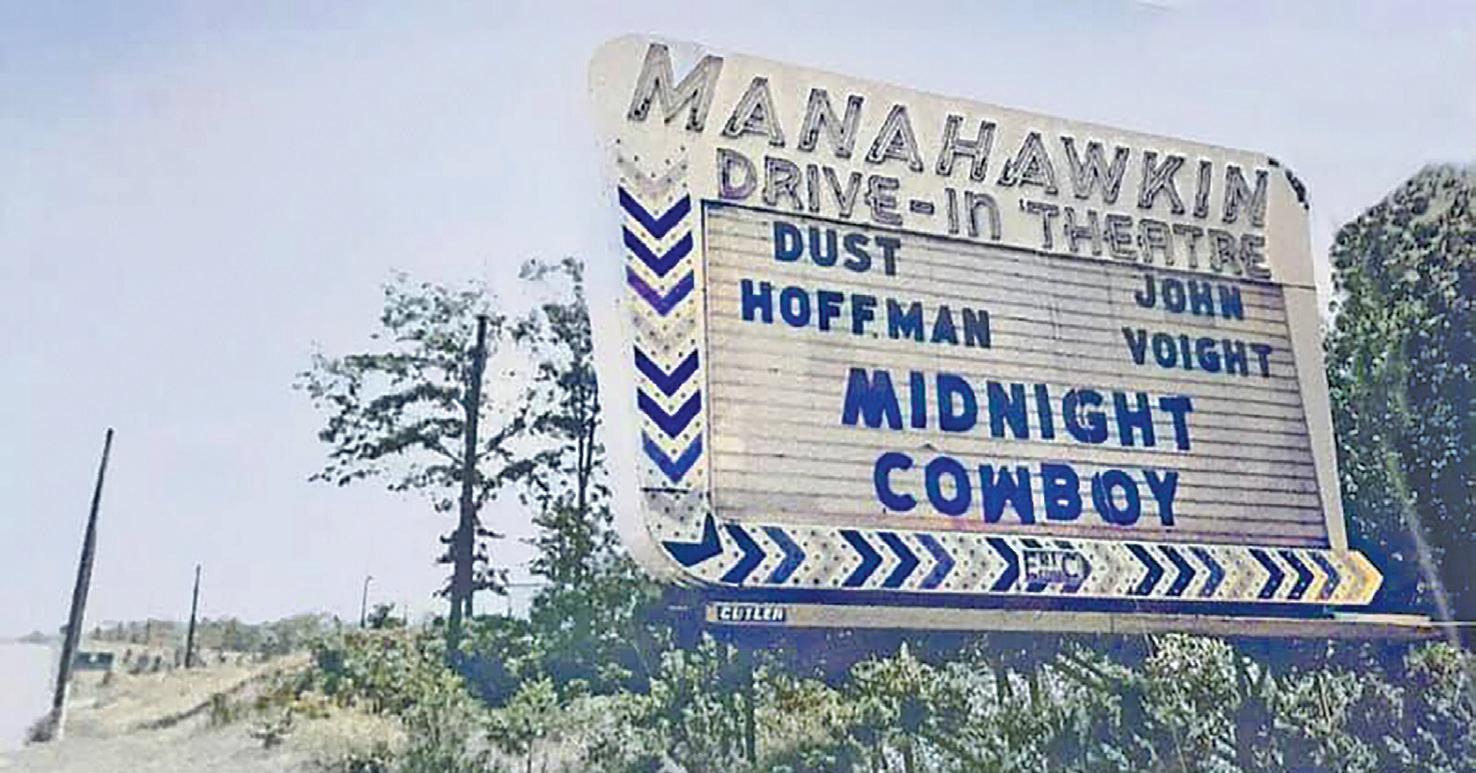 MANAHAWKIN
DRIVE-IN THEATRE
DUST
HOFFMAN
JOHN
VOIGHT
MIDNIGHT
COWBOY
CUTLER